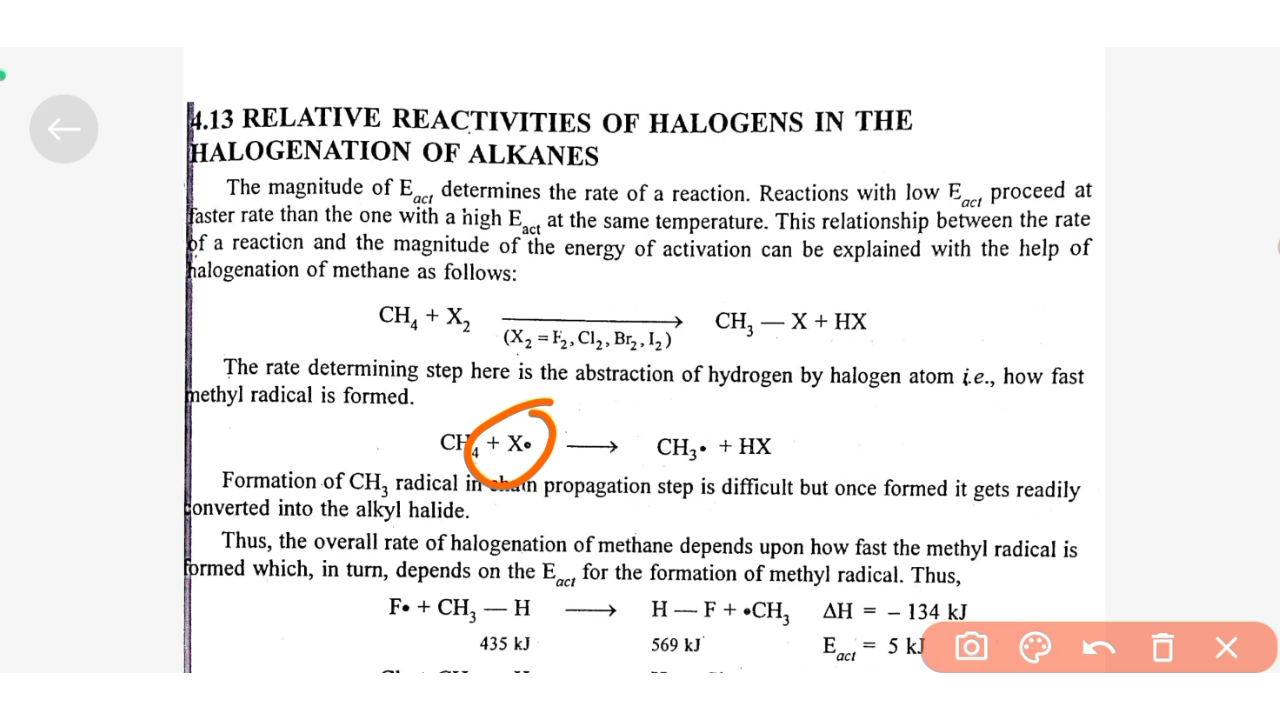 4.13 RELATIVE REACTIVITIES OF HALOGENS IN THE
HALOGENATION OF ALKANES
The magnitude of E_act determines the rate of a reaction. Reactions with low E_act proceed at
faster rate than the one with a high E_act at the same temperature. This relationship between the rate
of a reaction and the magnitude of the energy of activation can be explained with the help of
halogenation of methane as follows:
CH₄ + X₂ ⟶ CH₃ — X + HX
(X₂ = F₂, Cl₂, Br₂, I₂)
The rate determining step here is the abstraction of hydrogen by halogen atom i.e., how fast
methyl radical is formed.
CH₄ + X• ⟶ CH₃• + HX
Formation of CH₃ radical in chain propagation step is difficult but once formed it gets readily
converted into the alkyl halide.
Thus, the overall rate of halogenation of methane depends upon how fast the methyl radical is
formed which, in turn, depends on the E_act for the formation of methyl radical. Thus,
F• + CH₃ — H ⟶ H — F + •CH₃ ΔH = – 134 kJ
435 kJ 569 kJ E_act = 5 kJ